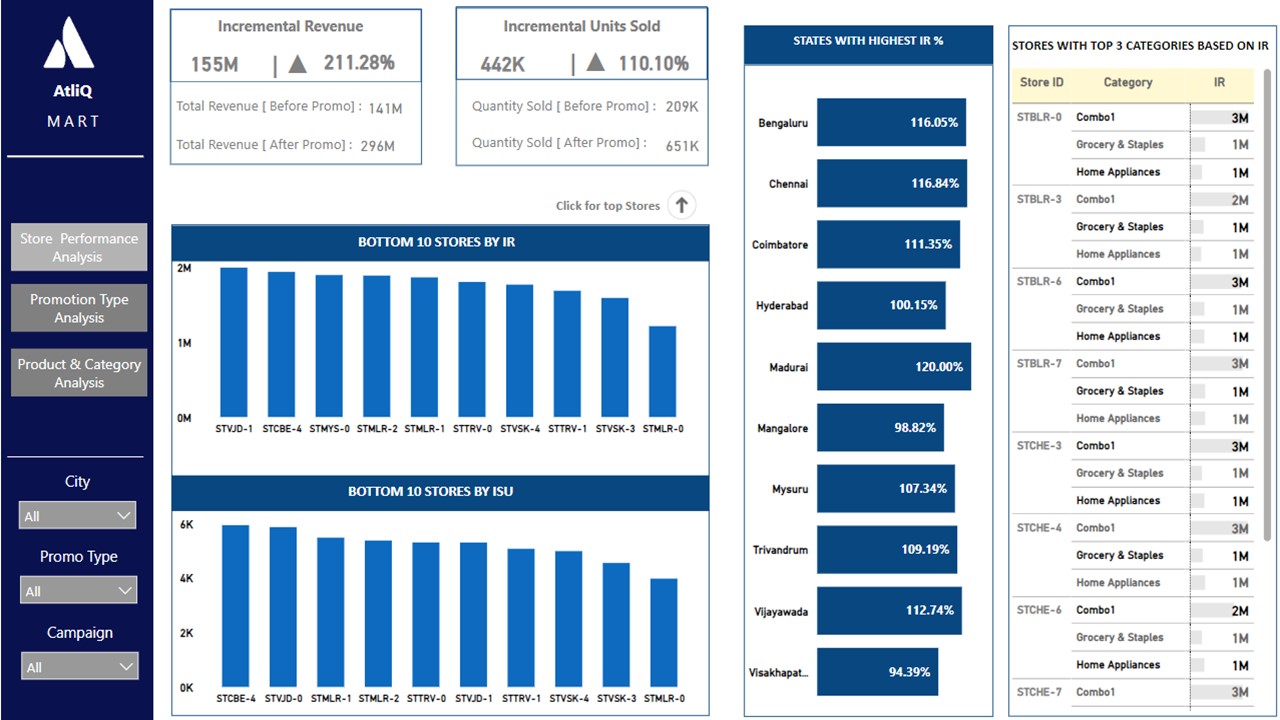 AtliQ
MART
Store Performance
Analysis
Promotion Type
Analysis
Product & Category
Analysis
City
All
Promo Type
All
Campaign
All
Incremental Revenue
155M | ▲ 211.28%
Total Revenue [ Before Promo] : 141M
Total Revenue [ After Promo] : 296M
Incremental Units Sold
442K | ▲ 110.10%
Quantity Sold [ Before Promo] : 209K
Quantity Sold [ After Promo] : 651K
Click for top Stores ↑
BOTTOM 10 STORES BY IR
2M
1M
0M
STVJD-1 STCBE-4 STMYS-0 STMLR-2 STMLR-1 STTRV-0 STVSK-4 STTRV-1 STVSK-3 STMLR-0
BOTTOM 10 STORES BY ISU
6K
4K
2K
0K
STCBE-4 STVJD-0 STMLR-1 STMLR-2 STTRV-0 STVJD-1 STTRV-1 STVSK-4 STVSK-3 STMLR-0
STATES WITH HIGHEST IR %
Bengaluru 116.05%
Chennai 116.84%
Coimbatore 111.35%
Hyderabad 100.15%
Madurai 120.00%
Mangalore 98.82%
Mysuru 107.34%
Trivandrum 109.19%
Vijayawada 112.74%
Visakhapat... 94.39%
STORES WITH TOP 3 CATEGORIES BASED ON IR
Store ID Category IR
STBLR-0 Combo1 3M
Grocery & Staples 1M
Home Appliances 1M
STBLR-3 Combo1 2M
Grocery & Staples 1M
Home Appliances 1M
STBLR-6 Combo1 3M
Grocery & Staples 1M
Home Appliances 1M
STBLR-7 Combo1 3M
Grocery & Staples 1M
Home Appliances 1M
STCHE-3 Combo1 3M
Grocery & Staples 1M
Home Appliances 1M
STCHE-4 Combo1 3M
Grocery & Staples 1M
Home Appliances 1M
STCHE-6 Combo1 2M
Grocery & Staples 1M
Home Appliances 1M
STCHE-7 Combo1 3M